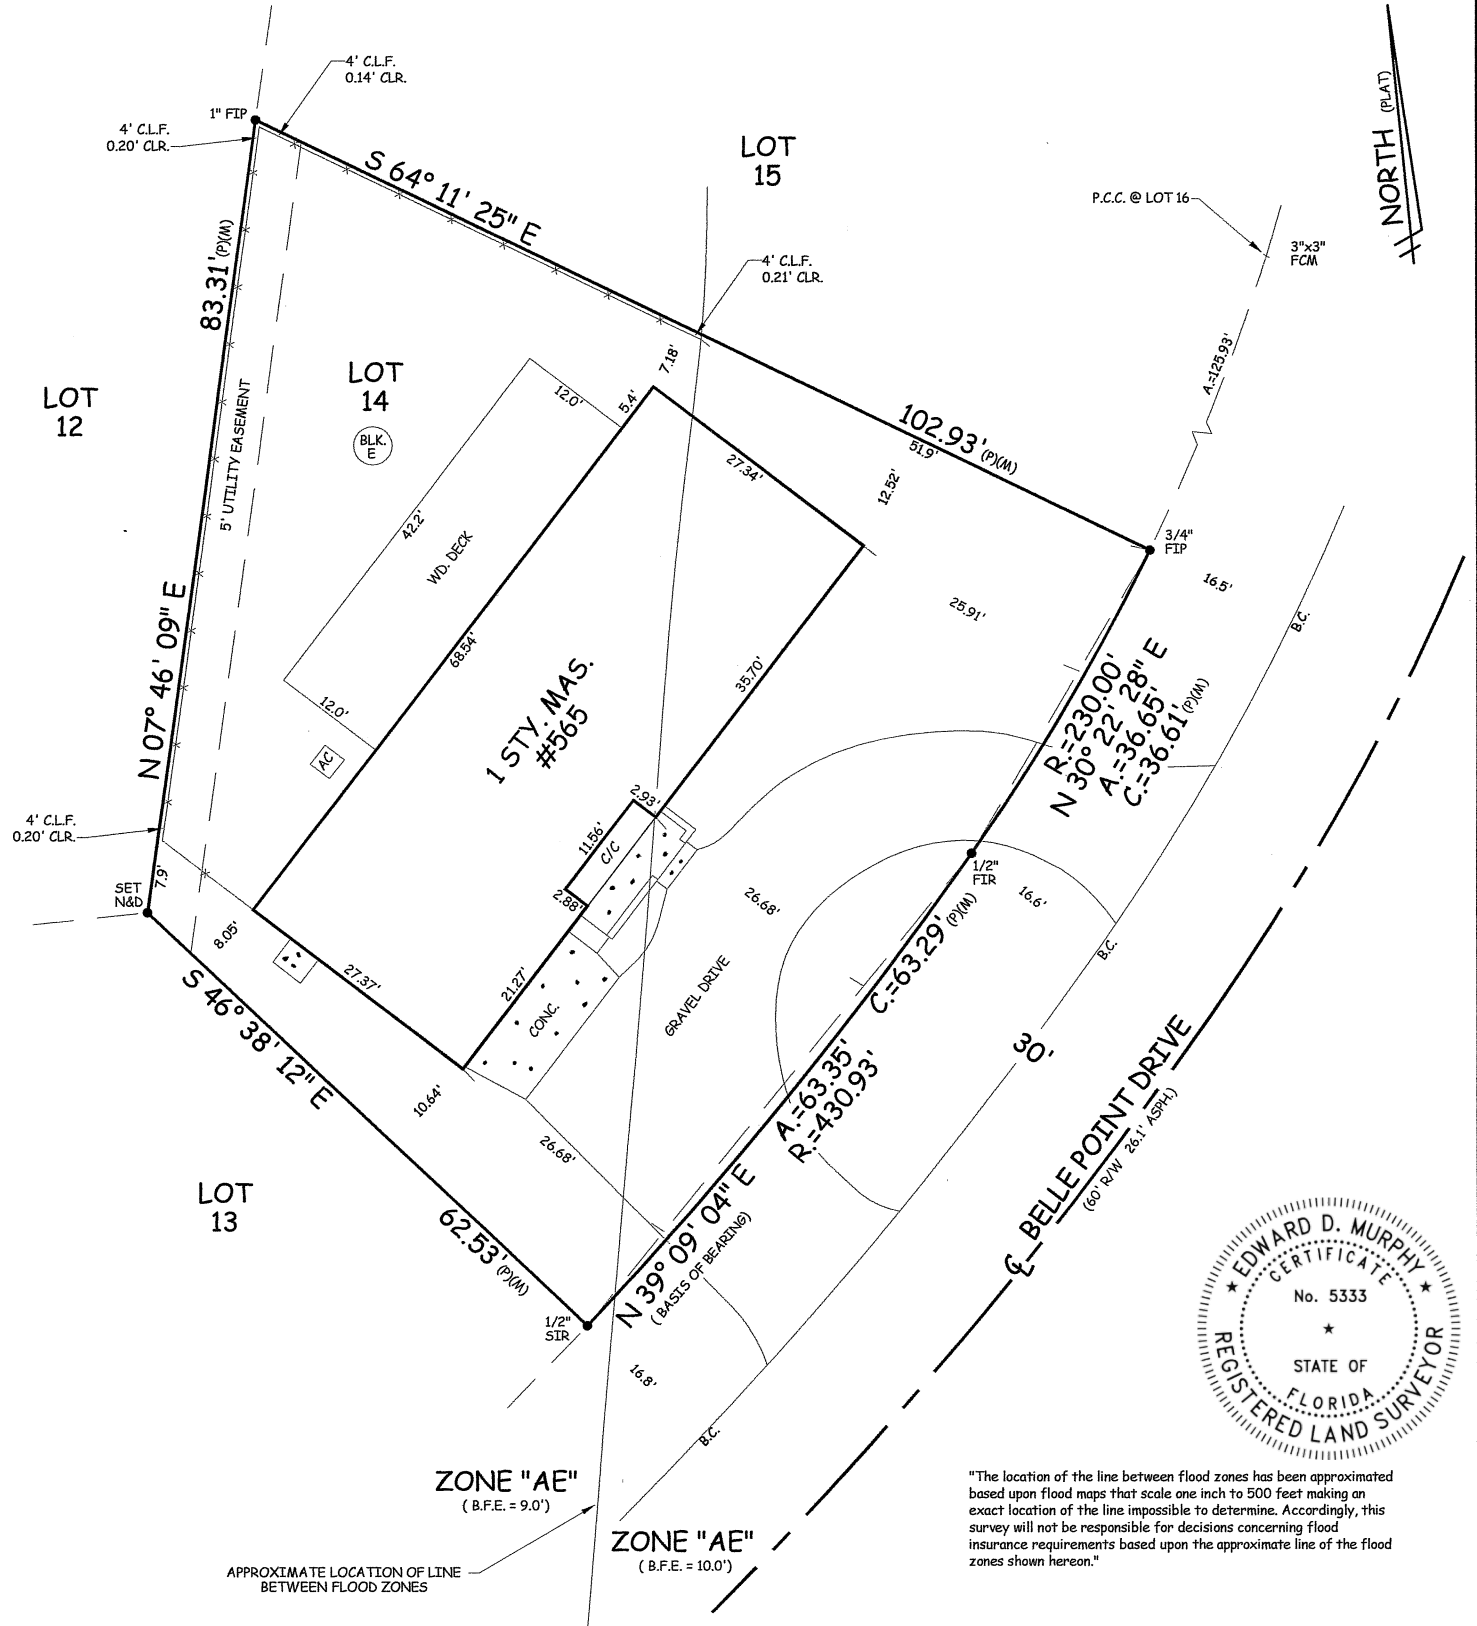 4' C.L.F.
0.14' CLR.
1" FIP
4' C.L.F.
0.20' CLR.
LOT
15
NORTH (PLAT)
S 64° 11' 25" E
P.C.C. @ LOT 16
3"x3"
FCM
83.31' (P)(M)
4' C.L.F.
0.21' CLR.
A.=125.93'
7.18'
LOT
14
BLK.
E
LOT
12
12.0'
5.4'
5' UTILITY EASEMENT
102.93' (P)(M)
51.9'
27.34'
12.52'
42.2'
WD. DECK
3/4"
FIP
16.5'
25.91'
B.C.
N 07° 46' 09" E
68.54'
35.70'
1 STY. MAS.
#565
12.0'
AC
R.=230.00'
N 30° 22' 28" E
A.=36.65'
C.=36.61' (P)(M)
2.93'
11.56'
C/C
2.88'
4' C.L.F.
0.20' CLR.
7.9'
SET
N&D
1/2"
FIR
16.6'
26.68'
8.05'
27.37'
21.27'
CONC.
GRAVEL DRIVE
C.=63.29' (P)(M)
B.C.
S 46° 38' 12" E
30'
A.=63.35'
R.=430.93'
10.64'
26.68'
BELLE POINT DRIVE
(60' R/W 26.1' ASPH.)
LOT
13
62.53' (P)(M)
N 39° 09' 04" E
( BASIS OF BEARING)
1/2"
SIR
16.8'
B.C.
EDWARD D. MURPHY
CERTIFICATE
No. 5333
STATE OF
FLORIDA
REGISTERED LAND SURVEYOR
ZONE "AE"
( B.F.E. = 9.0')
ZONE "AE"
( B.F.E. = 10.0')
APPROXIMATE LOCATION OF LINE
BETWEEN FLOOD ZONES
"The location of the line between flood zones has been approximated
based upon flood maps that scale one inch to 500 feet making an
exact location of the line impossible to determine. Accordingly, this
survey will not be responsible for decisions concerning flood
insurance requirements based upon the approximate line of the flood
zones shown hereon."